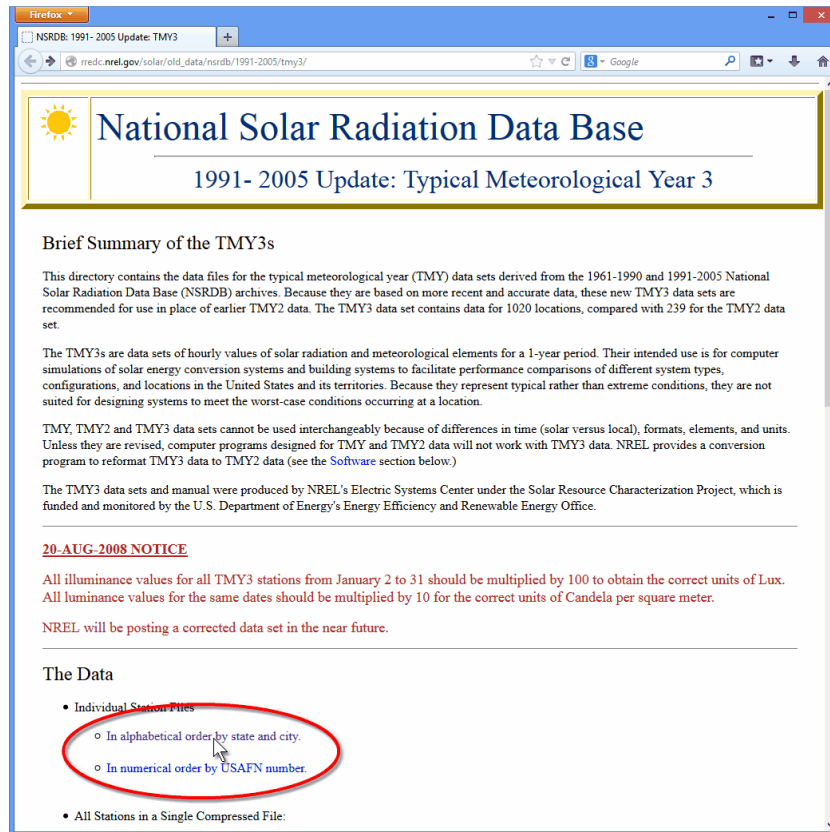 Firefox
NSRDB: 1991- 2005 Update: TMY3
+
rredc.nrel.gov/solar/old_data/nsrdb/1991-2005/tmy3/
8
Google
National Solar Radiation Data Base
1991- 2005 Update: Typical Meteorological Year 3
Brief Summary of the TMY3s
This directory contains the data files for the typical meteorological year (TMY) data sets derived from the 1961-1990 and 1991-2005 National
Solar Radiation Data Base (NSRDB) archives. Because they are based on more recent and accurate data, these new TMY3 data sets are
recommended for use in place of earlier TMY2 data. The TMY3 data set contains data for 1020 locations, compared with 239 for the TMY2 data
set.
The TMY3s are data sets of hourly values of solar radiation and meteorological elements for a 1-year period. Their intended use is for computer
simulations of solar energy conversion systems and building systems to facilitate performance comparisons of different system types,
configurations, and locations in the United States and its territories. Because they represent typical rather than extreme conditions, they are not
suited for designing systems to meet the worst-case conditions occurring at a location.
TMY, TMY2 and TMY3 data sets cannot be used interchangeably because of differences in time (solar versus local), formats, elements, and units.
Unless they are revised, computer programs designed for TMY and TMY2 data will not work with TMY3 data. NREL provides a conversion
program to reformat TMY3 data to TMY2 data (see the Software section below.)
The TMY3 data sets and manual were produced by NREL's Electric Systems Center under the Solar Resource Characterization Project, which is
funded and monitored by the U.S. Department of Energy's Energy Efficiency and Renewable Energy Office.
20-AUG-2008 NOTICE
All illuminance values for all TMY3 stations from January 2 to 31 should be multiplied by 100 to obtain the correct units of Lux.
All luminance values for the same dates should be multiplied by 10 for the correct units of Candela per square meter.
NREL will be posting a corrected data set in the near future.
The Data
• Individual Station Files
In alphabetical order by state and city.
In numerical order by USAFN number.
• All Stations in a Single Compressed File: